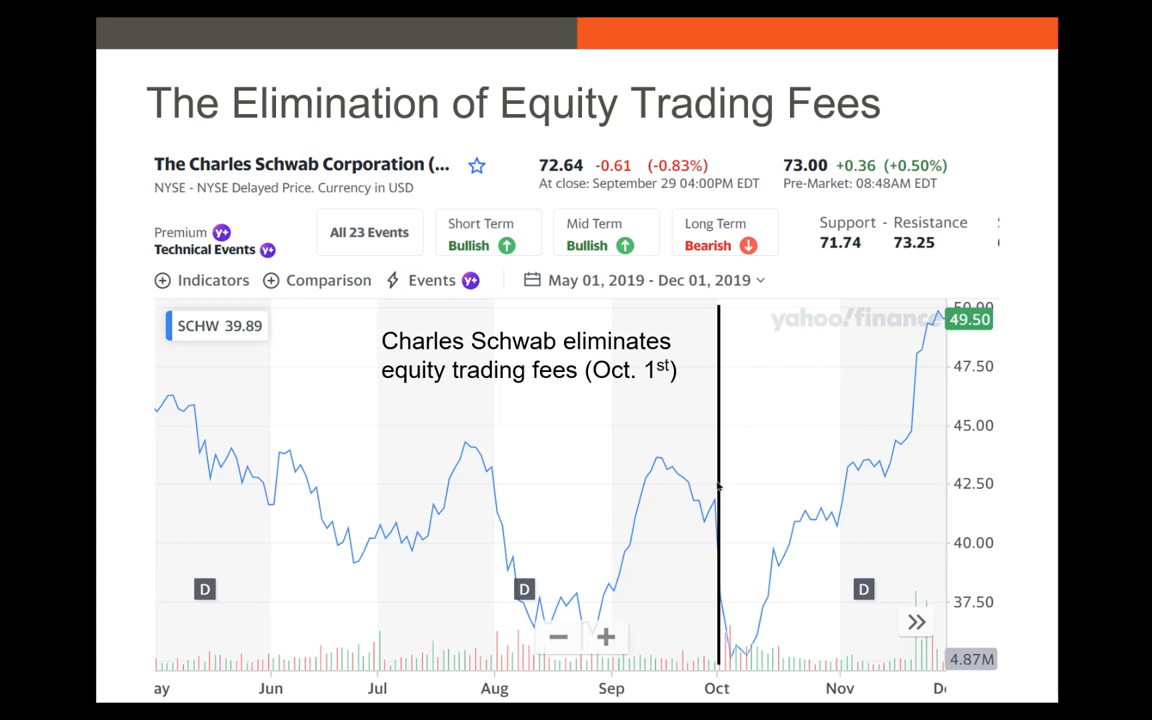 The Elimination of Equity Trading Fees
The Charles Schwab Corporation (...
72.64 -0.61 (-0.83%)
73.00 +0.36 (+0.50%)
NYSE - NYSE Delayed Price. Currency in USD
At close: September 29 04:00PM EDT
Pre-Market: 08:48AM EDT
Premium y+
Technical Events y+
All 23 Events
Short Term
Bullish
Mid Term
Bullish
Long Term
Bearish
Support - Resistance
71.74 73.25
Indicators Comparison Events y+ May 01, 2019 - Dec 01, 2019
SCHW 39.89
Charles Schwab eliminates
equity trading fees (Oct. 1st)
yahoo!finance
50.00
49.50
47.50
45.00
42.50
40.00
37.50
4.87M
D D D
ay Jun Jul Aug Sep Oct Nov De